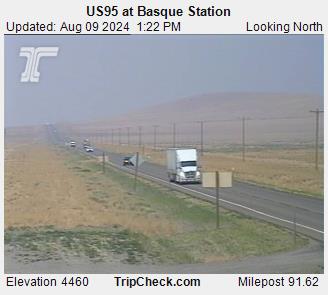 US95 at Basque Station
Updated: Aug 09 2024 1:22 PM Looking North
Elevation 4460 TripCheck.com Milepost 91.62